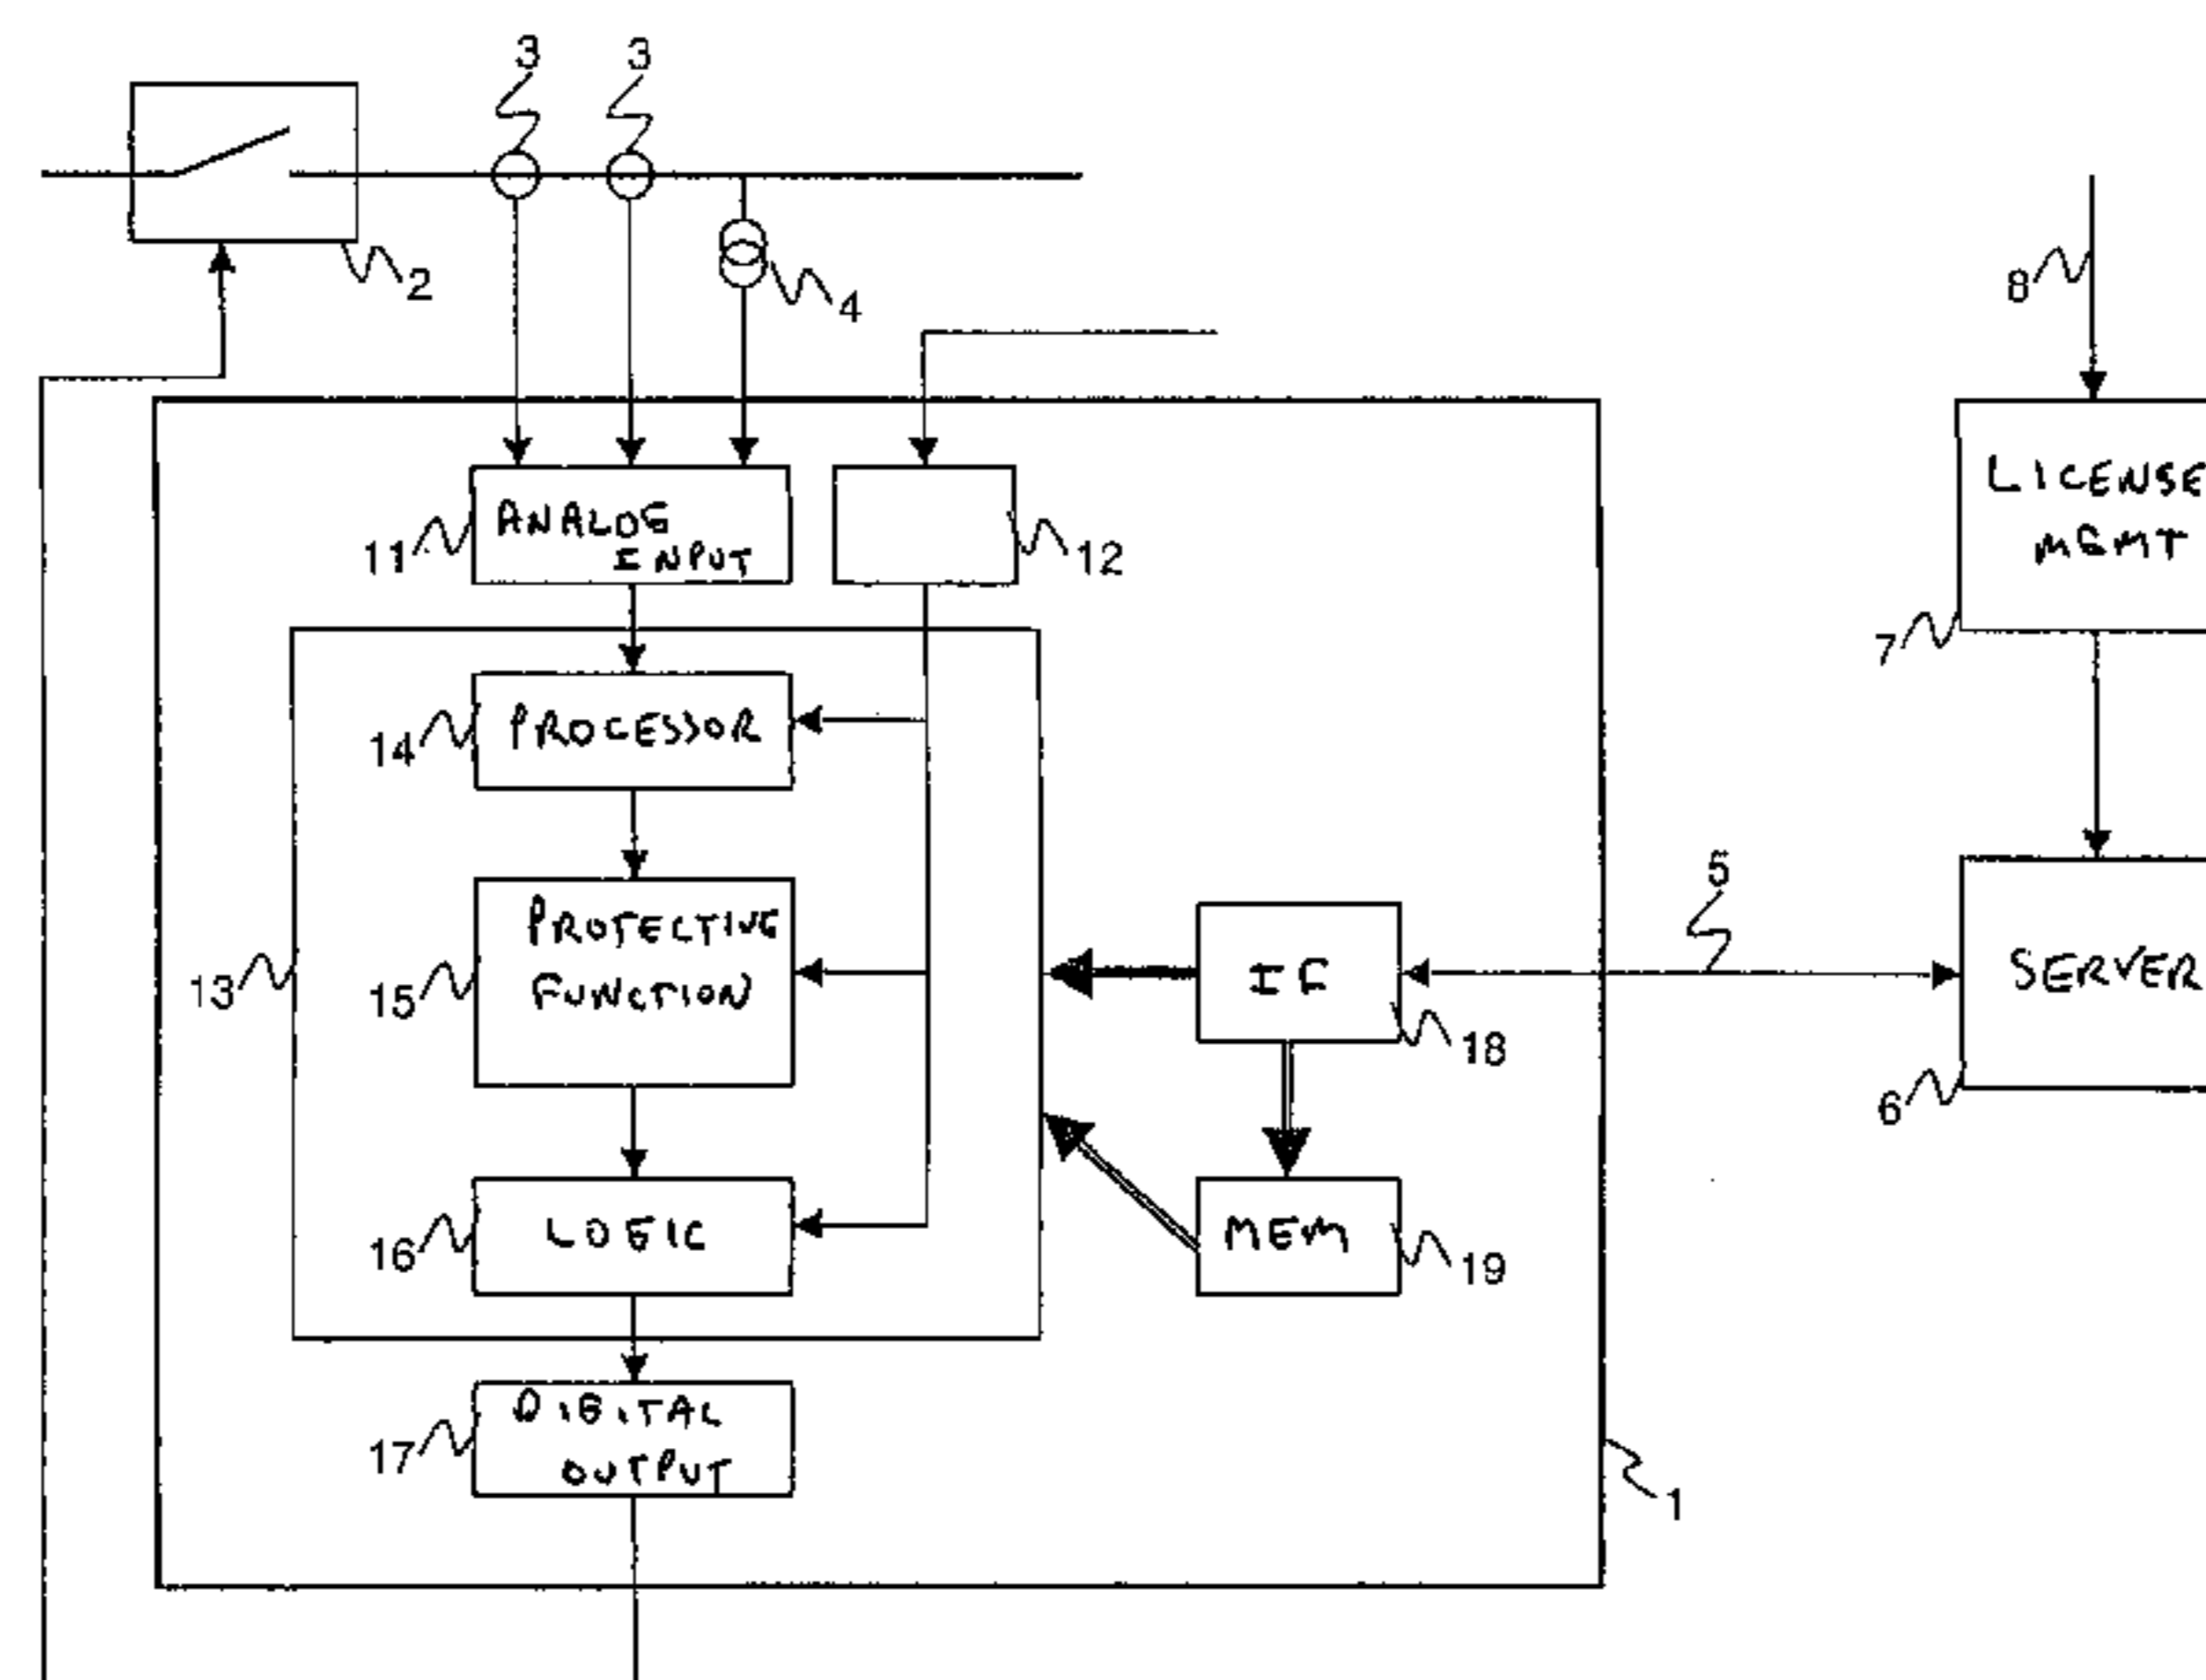 3
3
2
4
8
ANALOG
INPUT
11
12
LICENSE
MGMT
7
PROCESSOR
14
5
PROTECTIVE
FUNCTION
13
15
IF
18
SERVER
6
LOGIC
16
MEM
19
DIGITAL
OUTPUT
17
1